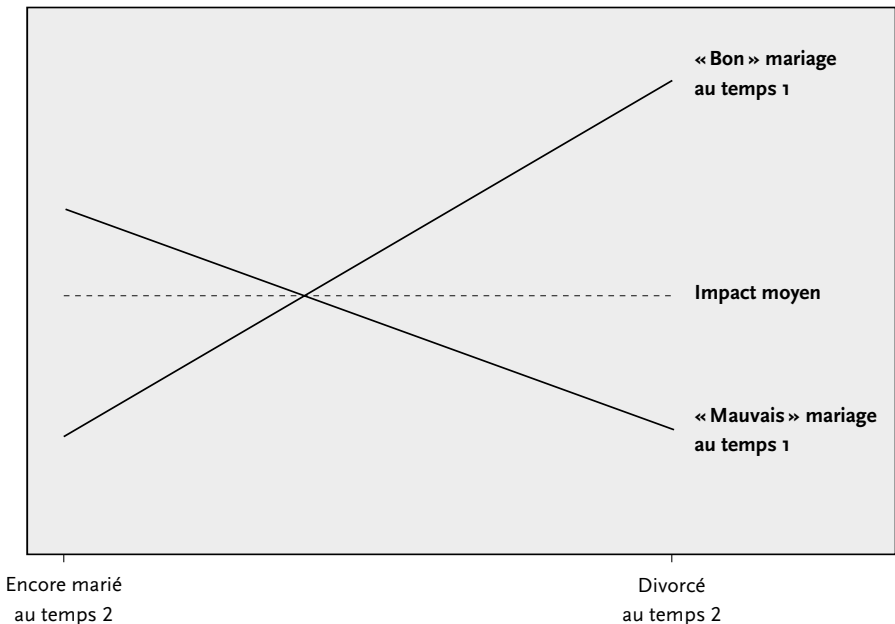 « Bon » mariage
au temps 1
Impact moyen
« Mauvais » mariage
au temps 1
Encore marié
au temps 2
Divorcé
au temps 2